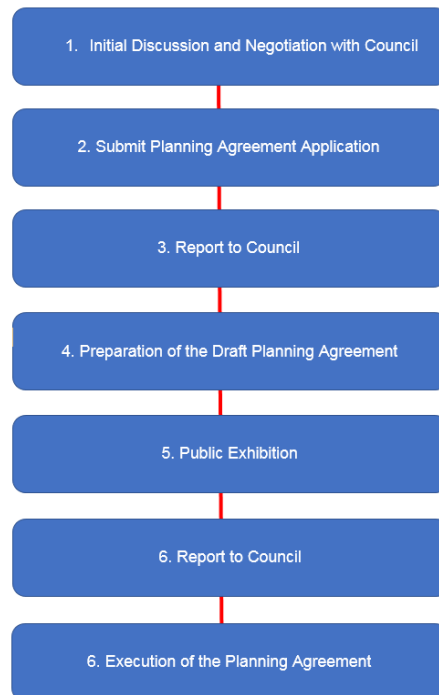 1. Initial Discussion and Negotiation with Council
2. Submit Planning Agreement Application
3. Report to Council
4. Preparation of the Draft Planning Agreement
5. Public Exhibition
6. Report to Council
6. Execution of the Planning Agreement